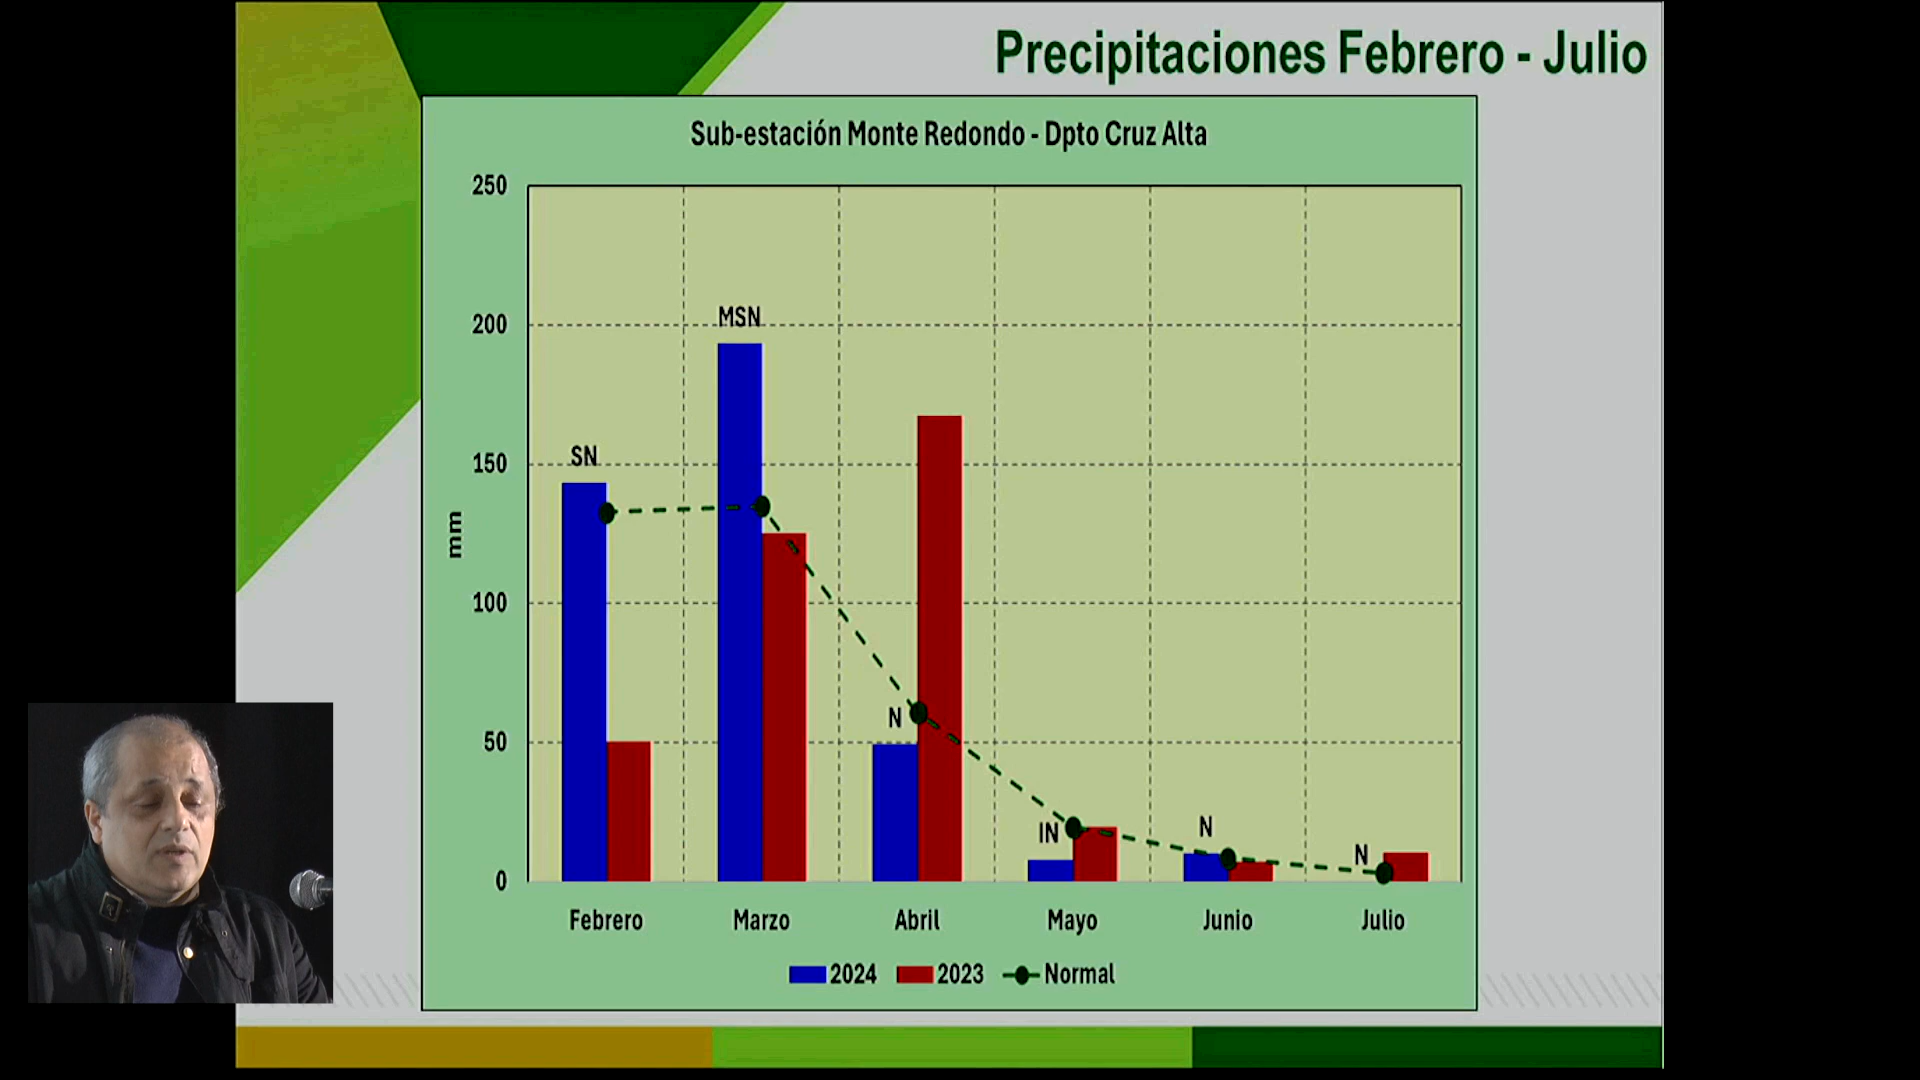 Precipitaciones Febrero - Julio
Sub-estación Monte Redondo - Dpto Cruz Alta
250
200
150
100
50
0
mm
SN
MSN
N
IN
N
N
Febrero
Marzo
Abril
Mayo
Junio
Julio
2024
2023
Normal